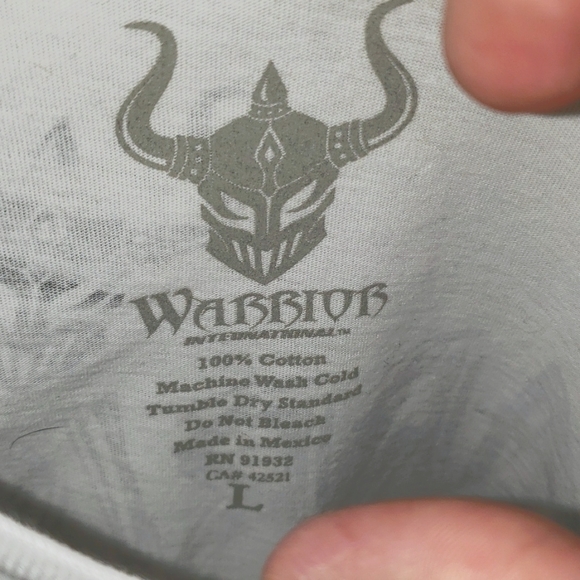 WARRIOR
INTERNATIONAL™
100% Cotton
Machine Wash Cold
Tumble Dry Standard
Do Not Bleach
Made in Mexico
RN 91932
CA# 42521
L